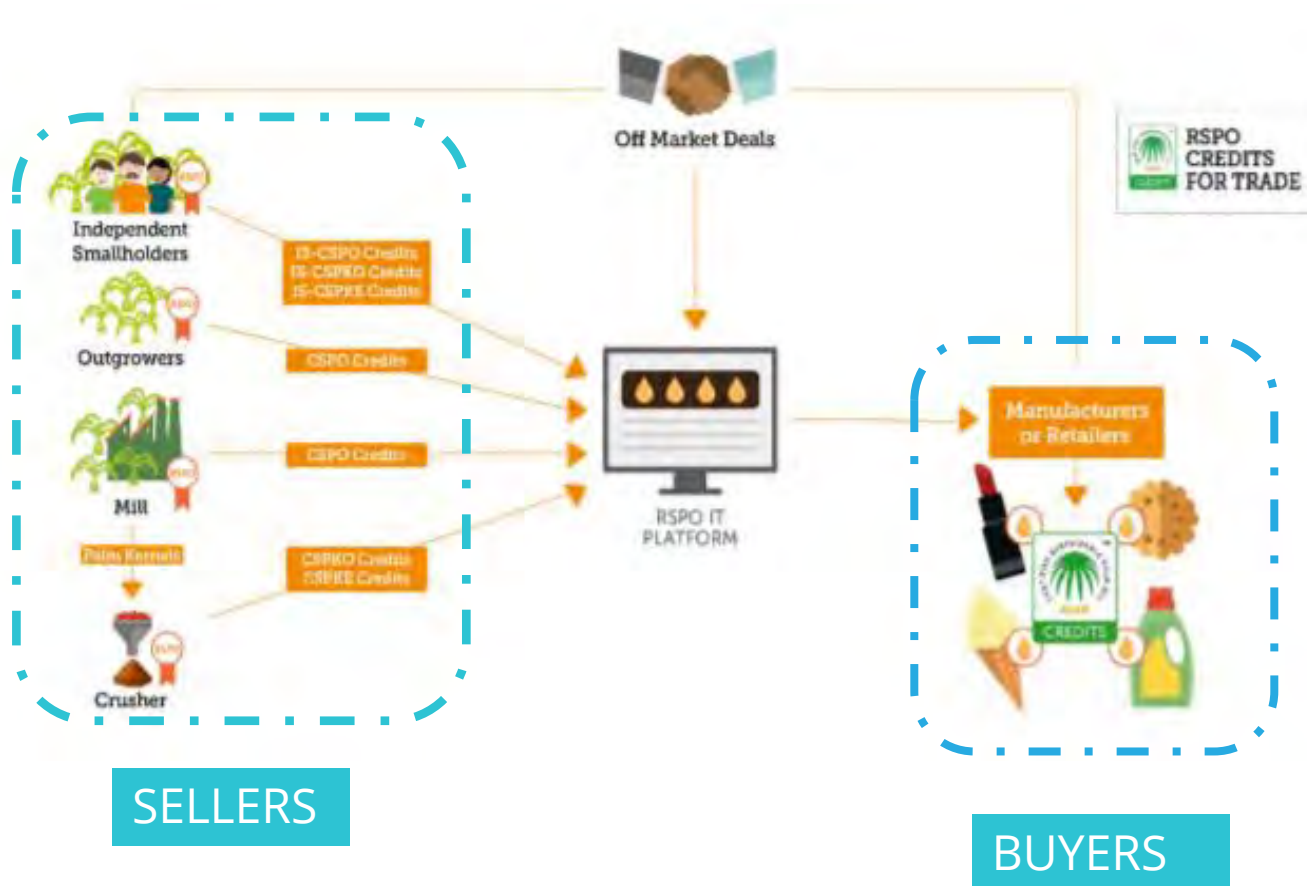 Off Market Deals
RSPO
CREDITS
FOR TRADE
Independent
Smallholders
IS-CSPO Credits
IS-CSPKO Credits
IS-CSPKE Credits
Outgrowers
CSPO Credits
Mill
CSPO Credits
Palm Kernels
CSPKO Credits
CSPKE Credits
Crusher
RSPO IT
PLATFORM
Manufacturers
or Retailers
CREDITS
SELLERS
BUYERS